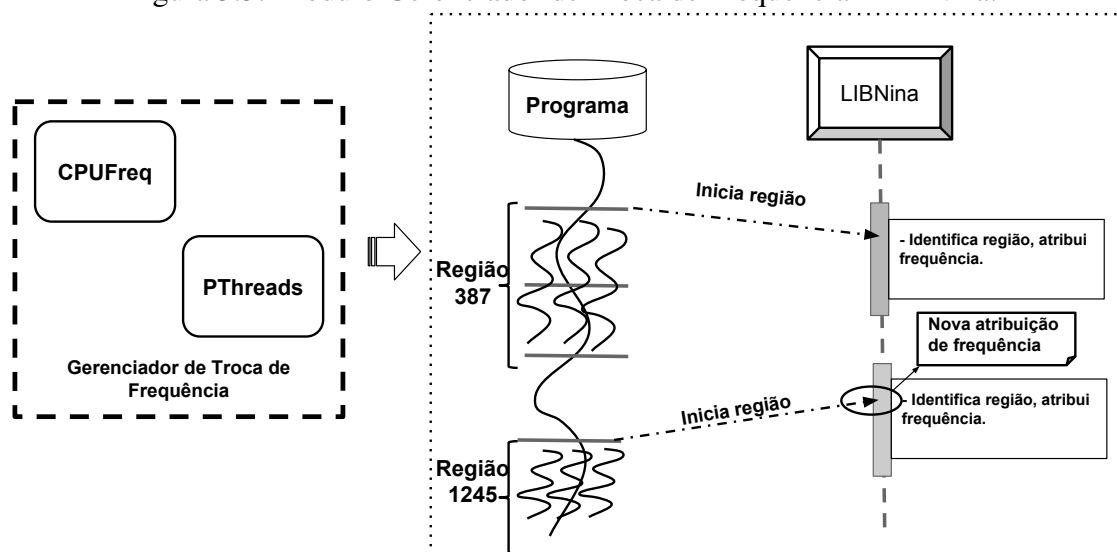 Programa
LIBNina
CPUFreq
PThreads
Gerenciador de Troca de
Frequência
Inicia região
- Identifica região, atribui
frequência.
Região
387
Nova atribuição
de frequência
Inicia região
- Identifica região, atribui
frequência.
Região
1245